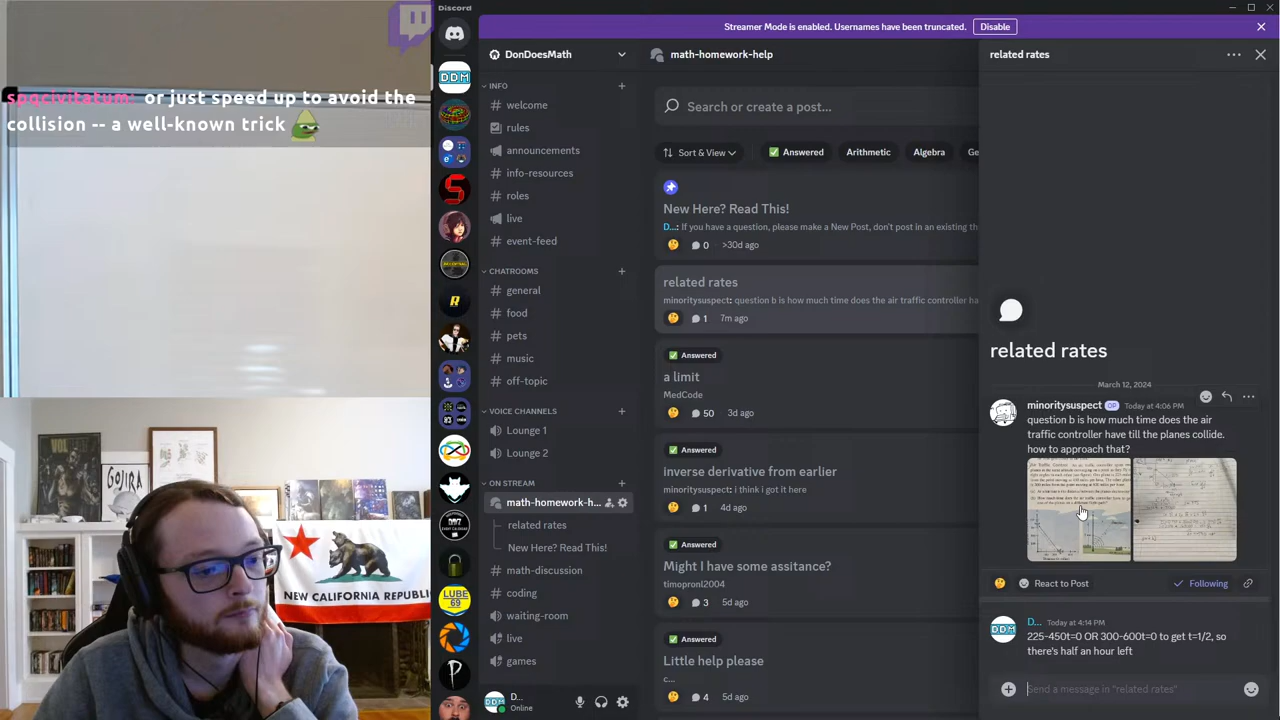 spqcivitatum: or just speed up to avoid the
collision -- a well-known trick
Discord
Streamer Mode is enabled. Usernames have been truncated.
Disable
DDM
DonDoesMath
INFO
welcome
rules
announcements
info-resources
roles
live
event-feed
CHATROOMS
general
food
pets
music
off-topic
VOICE CHANNELS
Lounge 1
Lounge 2
ON STREAM
math-homework-h...
related rates
New Here? Read This!
math-discussion
coding
waiting-room
live
games
D...
Online
math-homework-help
Search or create a post...
Sort & View
Answered
Arithmetic
Algebra
Ge
New Here? Read This!
D...: If you have a question, please make a New Post, don't post in an existing th
0 · >30d ago
related rates
minoritysuspect: question b is how much time does the air traffic controller ha
1 · 7m ago
Answered
a limit
MedCode
50 3d ago
Answered
inverse derivative from earlier
minoritysuspect: i think i got it here
1 · 4d ago
Answered
Might I have some assitance?
timopronl2004
3 · 5d ago
Answered
Little help please
c...
4 · 5d ago
related rates
related rates
March 12, 2024
minoritysuspect OP Today at 4:06 PM
question b is how much time does the air
traffic controller have till the planes collide.
how to approach that?
React to Post
Following
D... Today at 4:14 PM
225-450t=0 OR 300-600t=0 to get t=1/2, so
there's half an hour left
Send a message in "related rates"
GOJIRA
NEW CALIFORNIA REPUBLI
LUBE
69